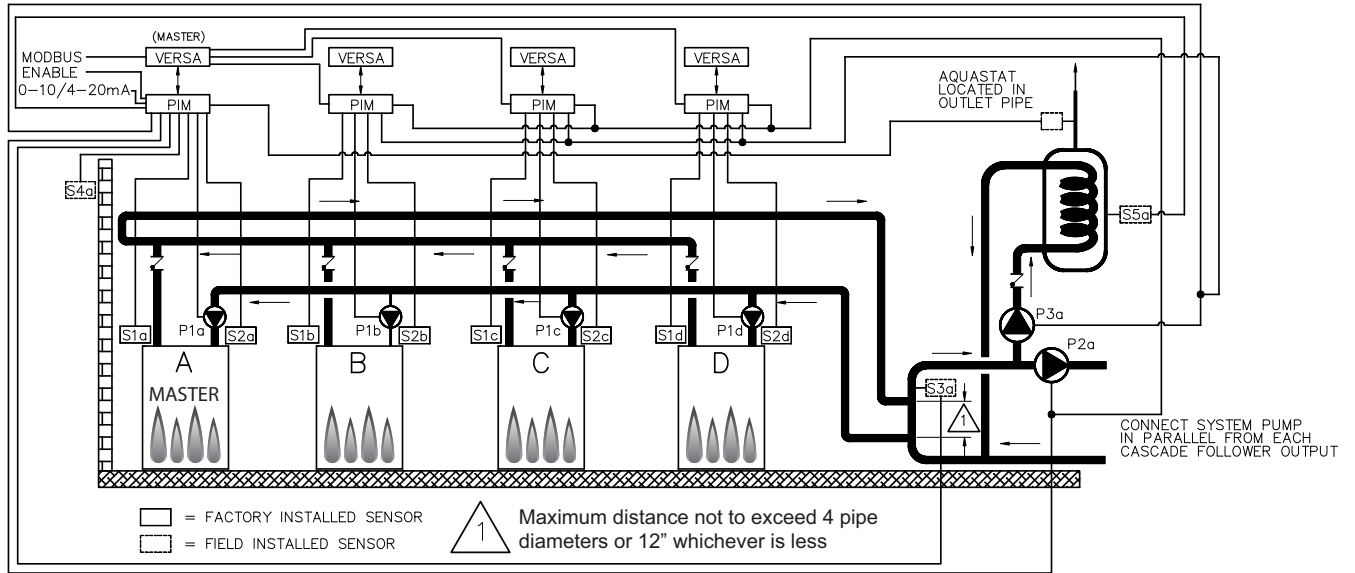 (MASTER)
MODBUS
ENABLE
0-10/4-20mA
VERSA
VERSA
VERSA
VERSA
PIM
PIM
PIM
PIM
AQUASTAT
LOCATED IN
OUTLET PIPE
S4a
S5a
S1a
P1a
S2a
S1b
P1b
S2b
S1c
P1c
S2c
S1d
P1d
S2d
P3a
P2a
A
MASTER
B
C
D
S3a
1
CONNECT SYSTEM PUMP
IN PARALLEL FROM EACH
CASCADE FOLLOWER OUTPUT
= FACTORY INSTALLED SENSOR
= FIELD INSTALLED SENSOR
1
Maximum distance not to exceed 4 pipe
diameters or 12” whichever is less